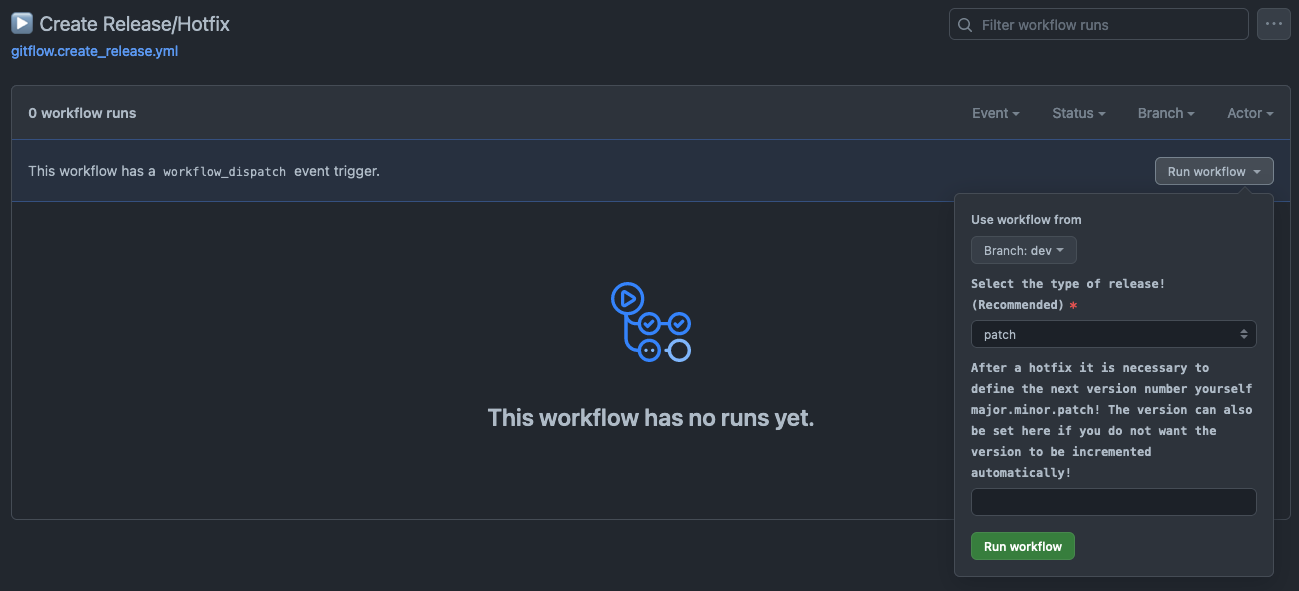 Create Release/Hotfix
Filter workflow runs
gitflow.create_release.yml
0 workflow runs
Event
Status
Branch
Actor
This workflow has a workflow_dispatch event trigger.
Run workflow
Use workflow from
Branch: dev
Select the type of release!
(Recommended) *
patch
After a hotfix it is necessary to
define the next version number yourself
major.minor.patch! The version can also
be set here if you do not want the
version to be incremented
automatically!
Run workflow
This workflow has no runs yet.